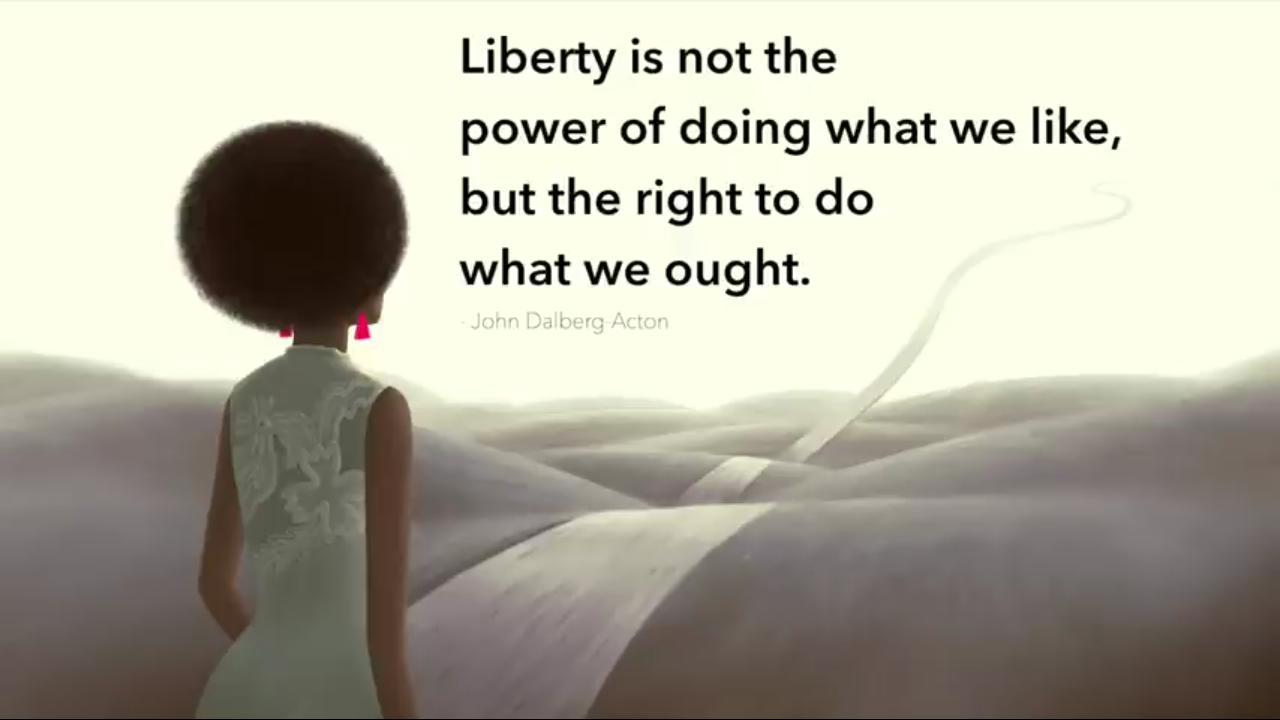 Liberty is not the
power of doing what we like,
but the right to do
what we ought.
- John Dalberg-Acton